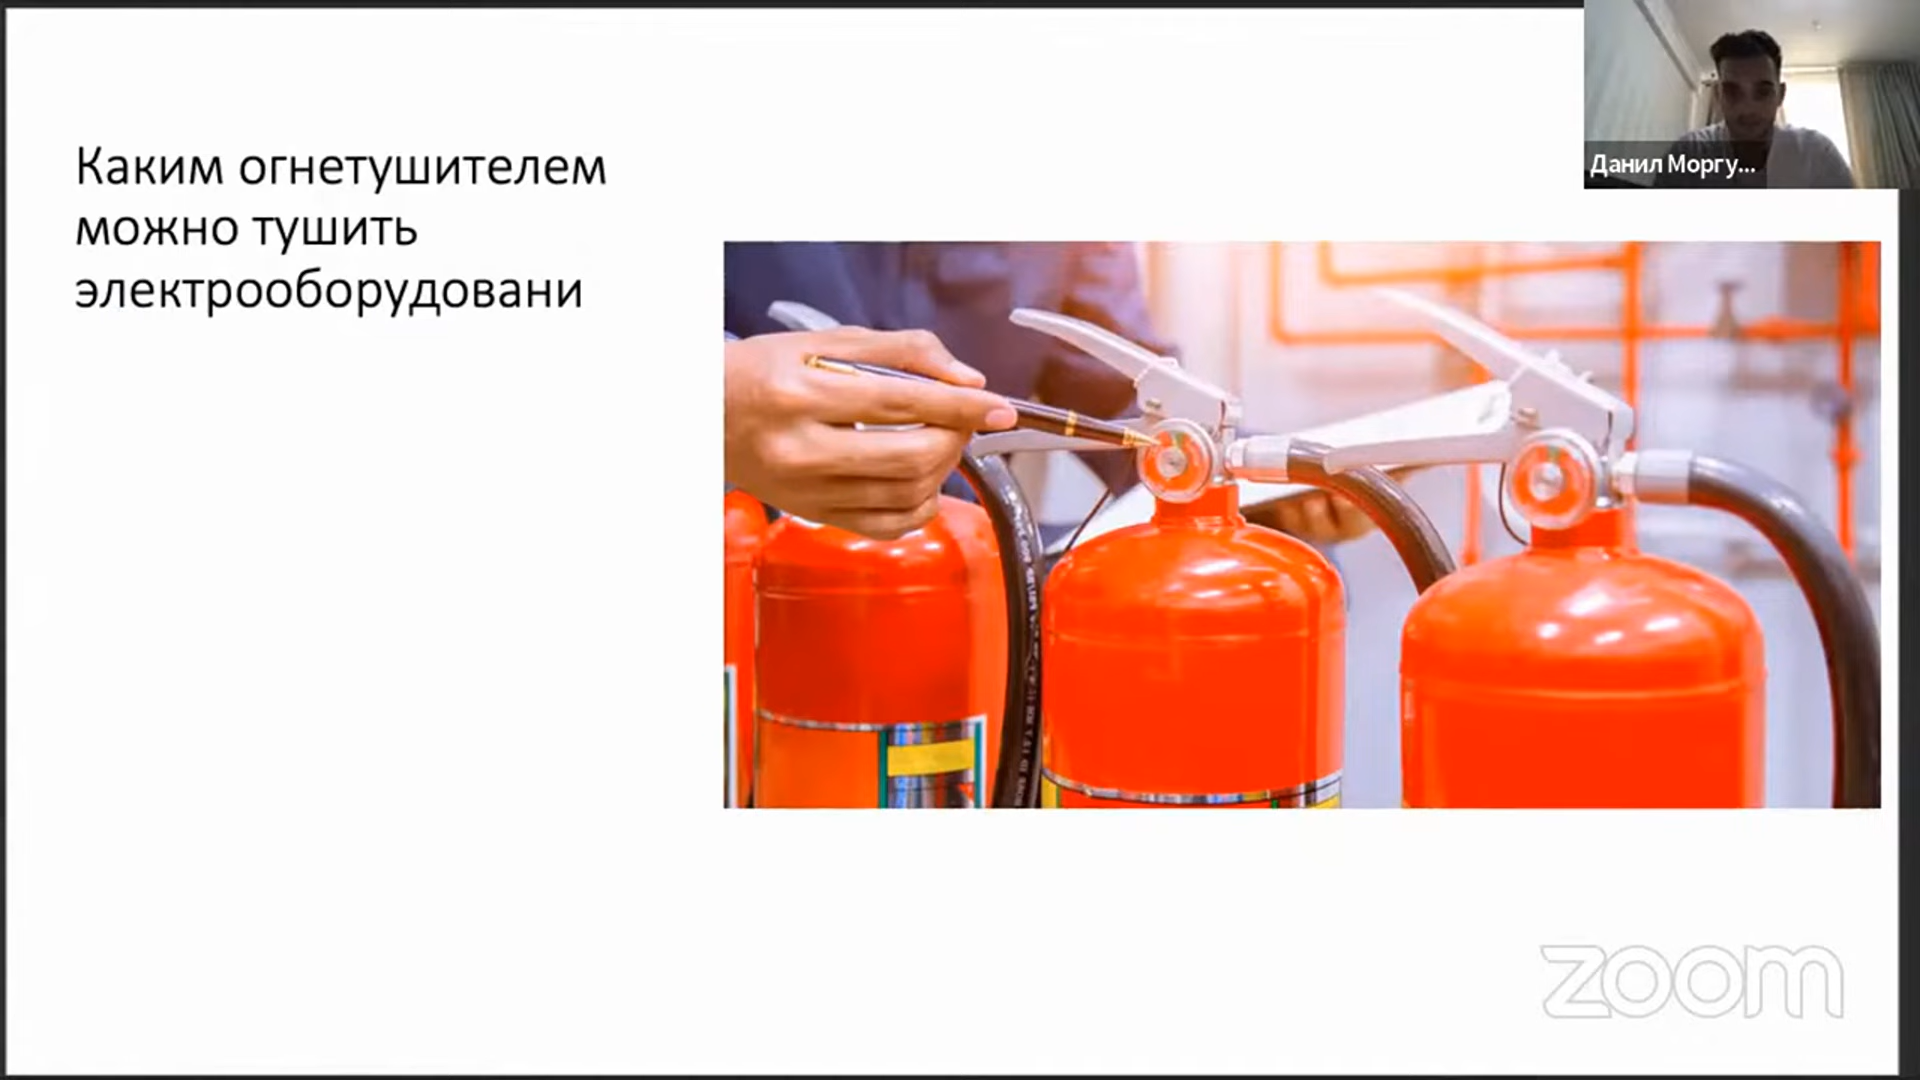 Каким огнетушителем
можно тушить
электрооборудовани
Данил Моргу...
zoom